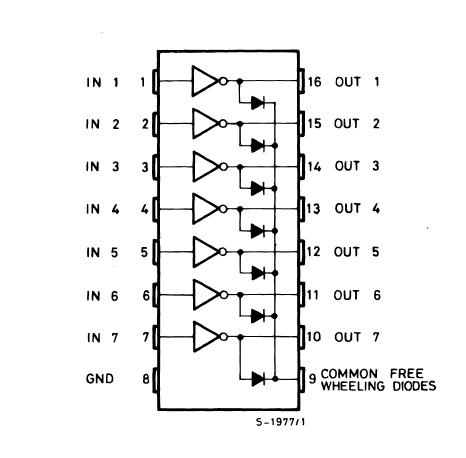 IN 1 1 16 OUT 1
IN 2 2 15 OUT 2
IN 3 3 14 OUT 3
IN 4 4 13 OUT 4
IN 5 5 12 OUT 5
IN 6 6 11 OUT 6
IN 7 7 10 OUT 7
GND 8 9 COMMON FREE
WHEELING DIODES
S-1977/1